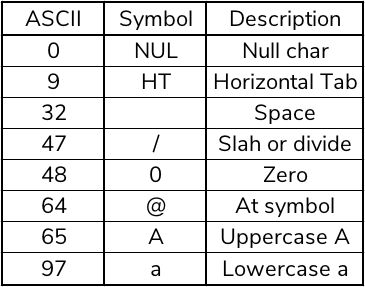 ASCII Symbol Description
0 NUL Null char
9 HT Horizontal Tab
32 Space
47 / Slah or divide
48 0 Zero
64 @ At symbol
65 A Uppercase A
97 a Lowercase a